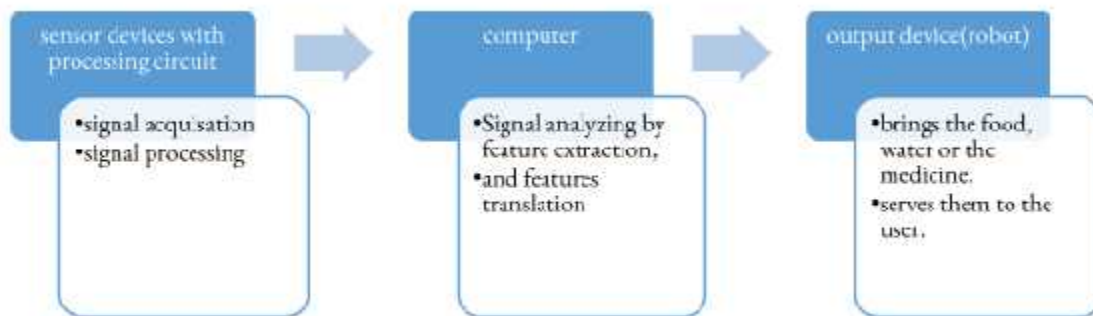 sensor devices with
processing circuit
•signal acquisation
•signal processing
computer
•Signal analyzing by
feature extraction,
•and features
translation
output device(robot)
•brings the food,
water or the
medicine.
•serves them to the
user.